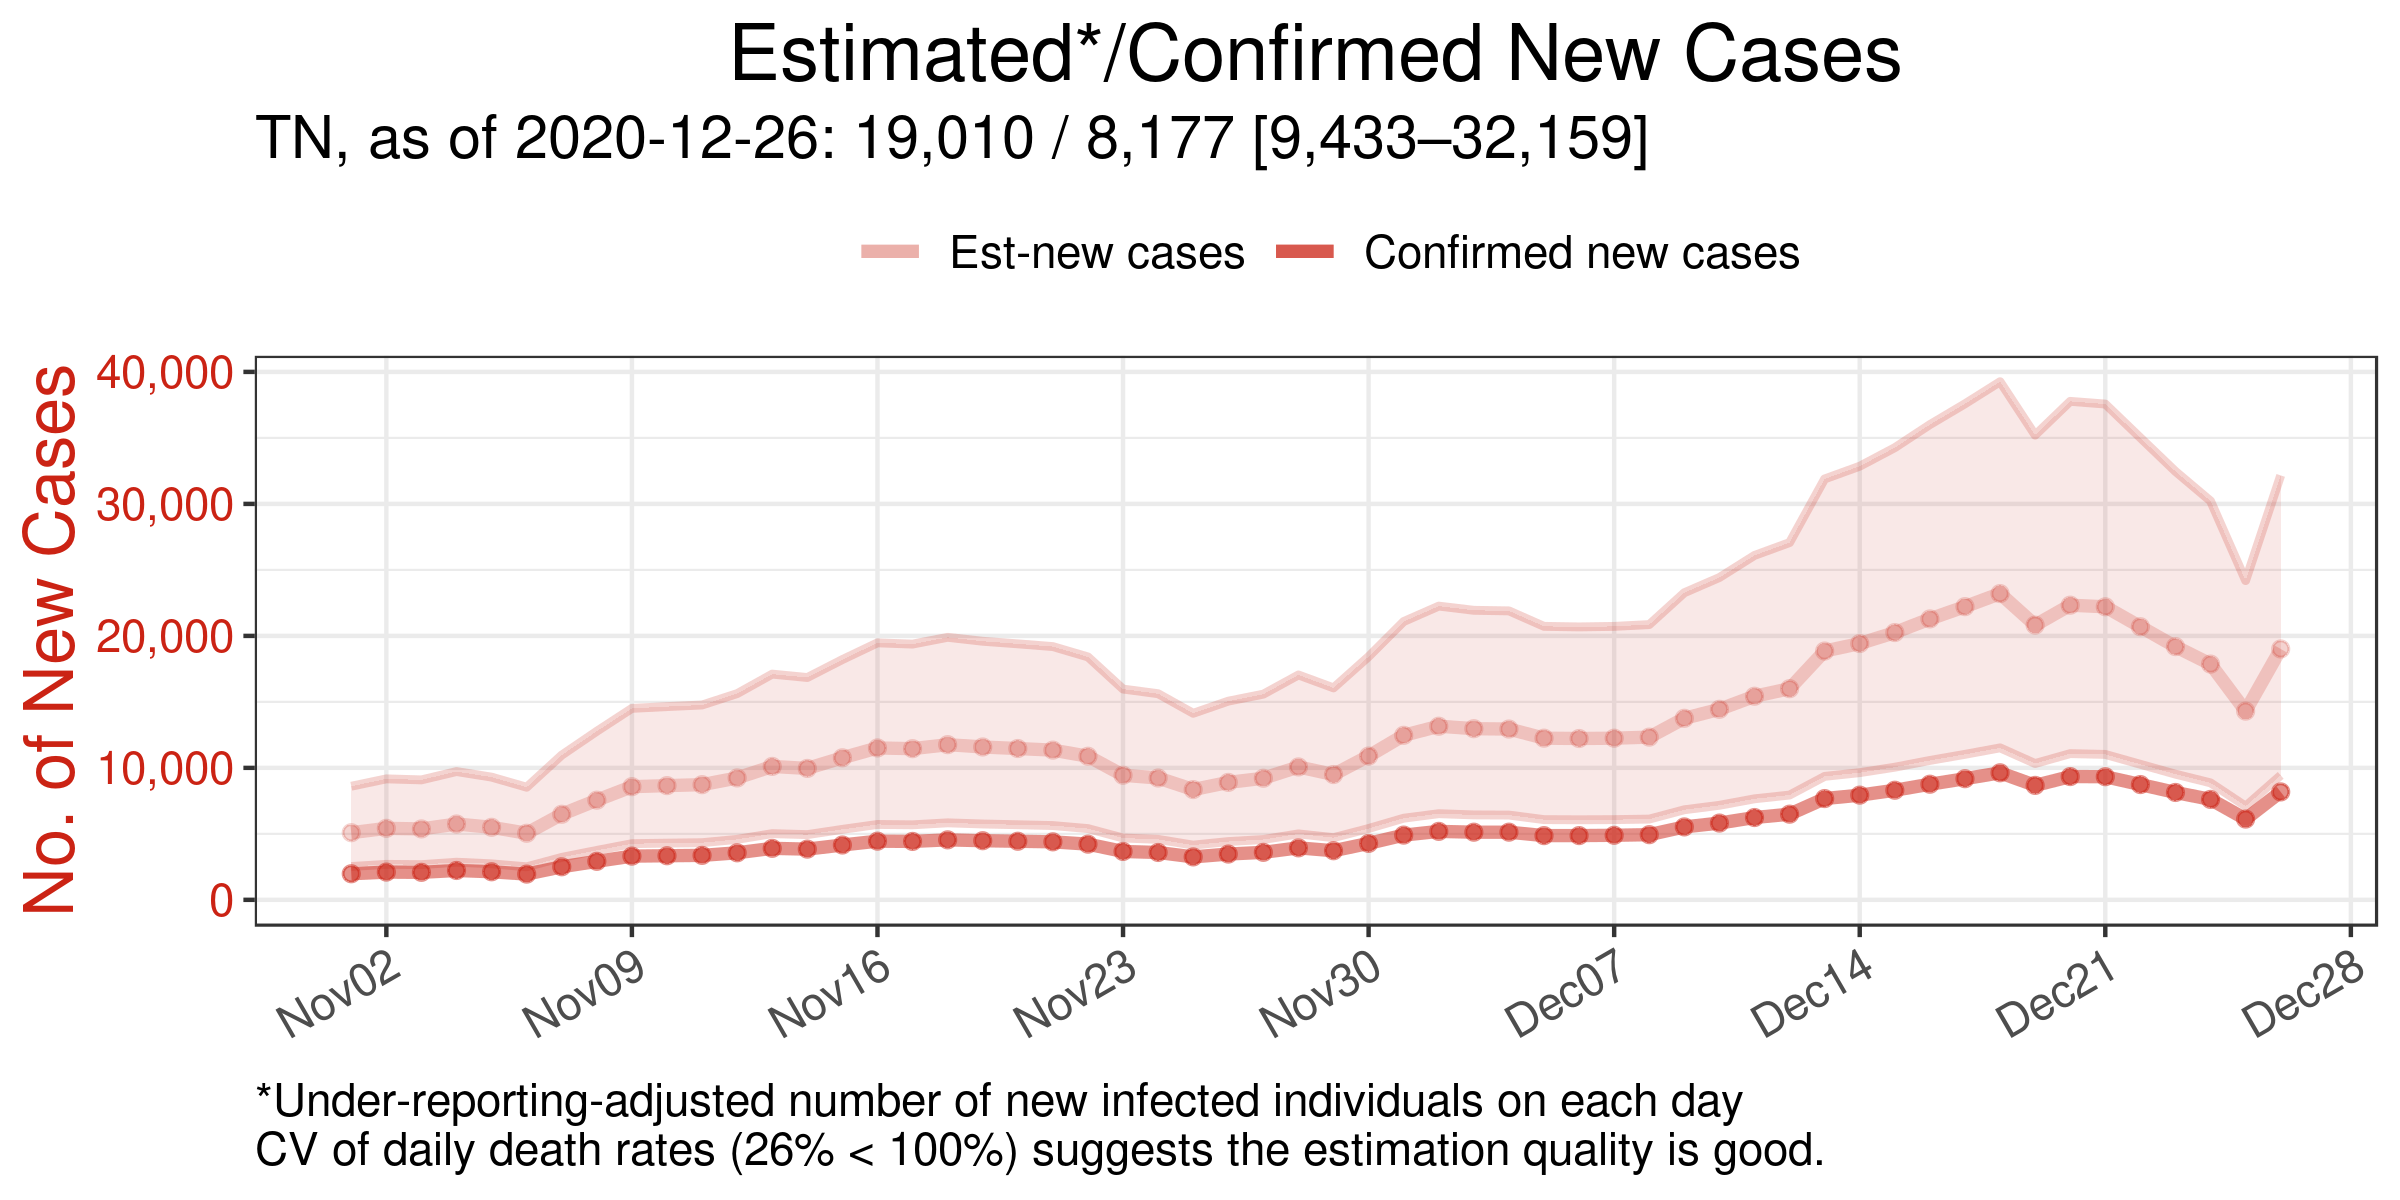 Estimated*/Confirmed New Cases
TN, as of 2020-12-26: 19,010 / 8,177 [9,433–32,159]
Est-new cases
Confirmed new cases
No. of New Cases
40,000
30,000
20,000
10,000
0
Nov02
Nov09
Nov16
Nov23
Nov30
Dec07
Dec14
Dec21
Dec28
*Under-reporting-adjusted number of new infected individuals on each day
CV of daily death rates (26% < 100%) suggests the estimation quality is good.